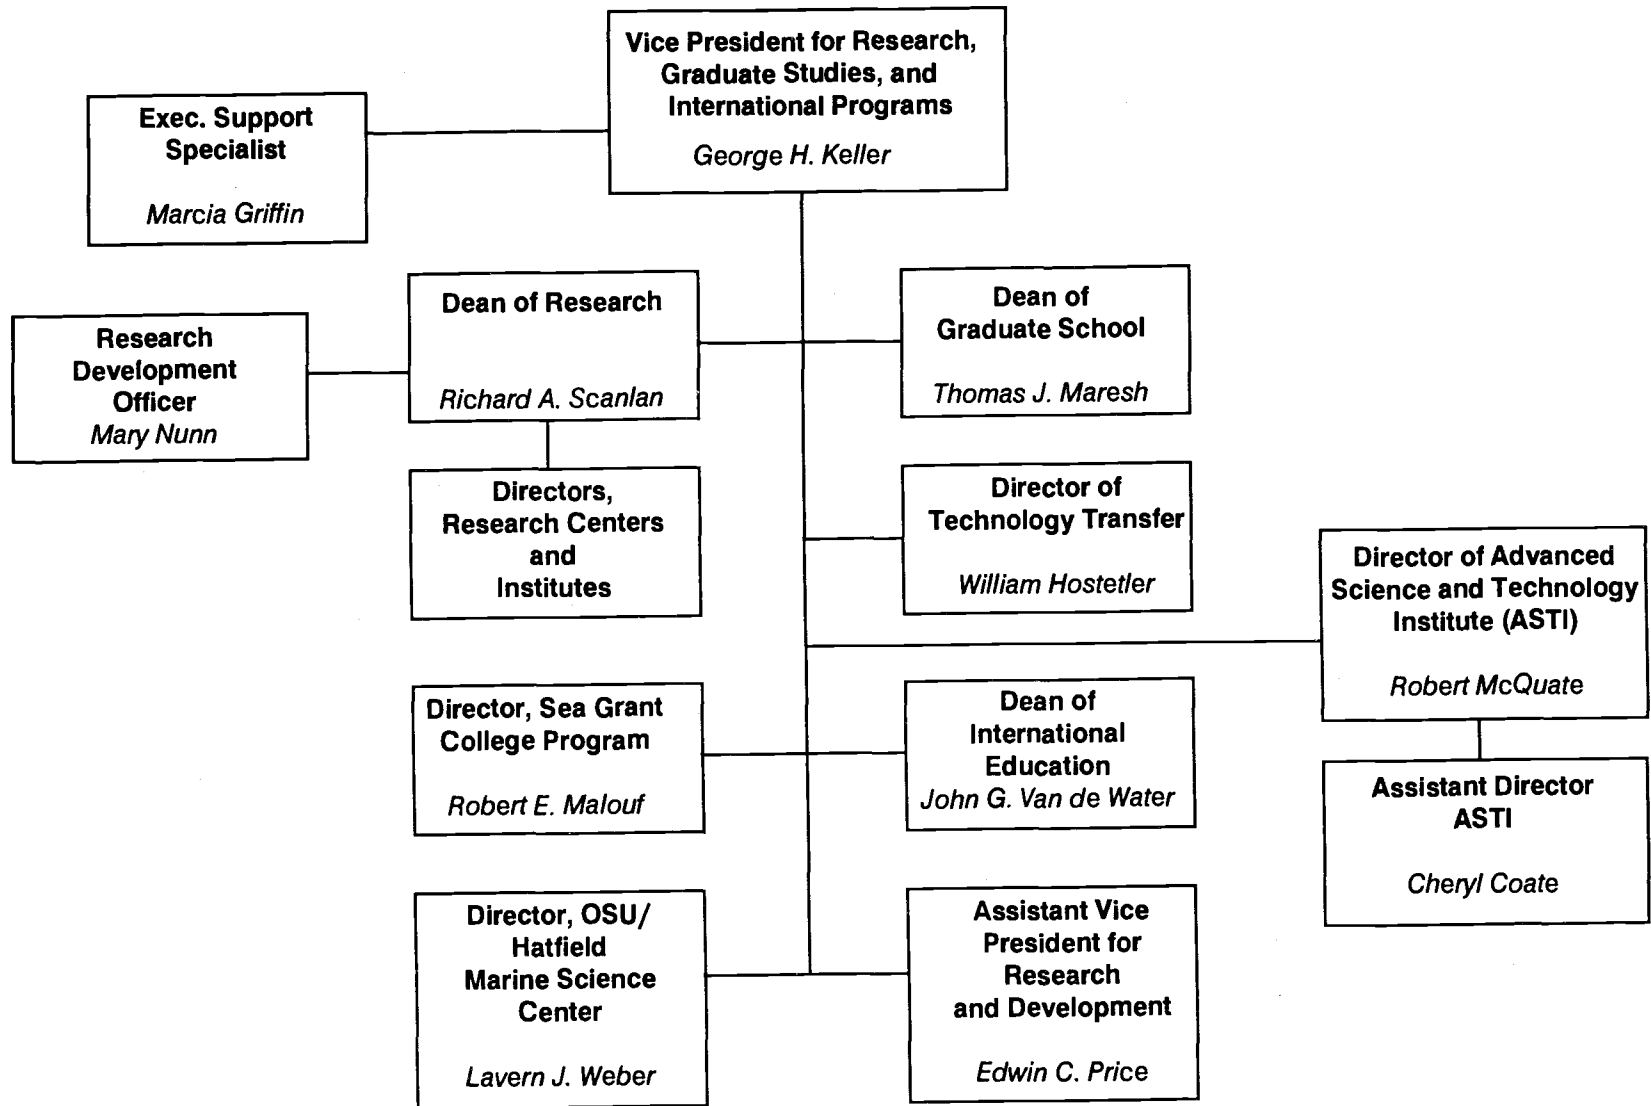 Vice President for Research,
Graduate Studies, and
International Programs
George H. Keller
Exec. Support
Specialist
Marcia Griffin
Dean of Research
Richard A. Scanlan
Dean of
Graduate School
Thomas J. Maresh
Research
Development
Officer
Mary Nunn
Directors,
Research Centers
and
Institutes
Director of
Technology Transfer
William Hostetler
Director of Advanced
Science and Technology
Institute (ASTI)
Robert McQuate
Director, Sea Grant
College Program
Robert E. Malouf
Dean of
International
Education
John G. Van de Water
Assistant Director
ASTI
Cheryl Coate
Director, OSU/
Hatfield
Marine Science
Center
Lavern J. Weber
Assistant Vice
President for
Research
and Development
Edwin C. Price